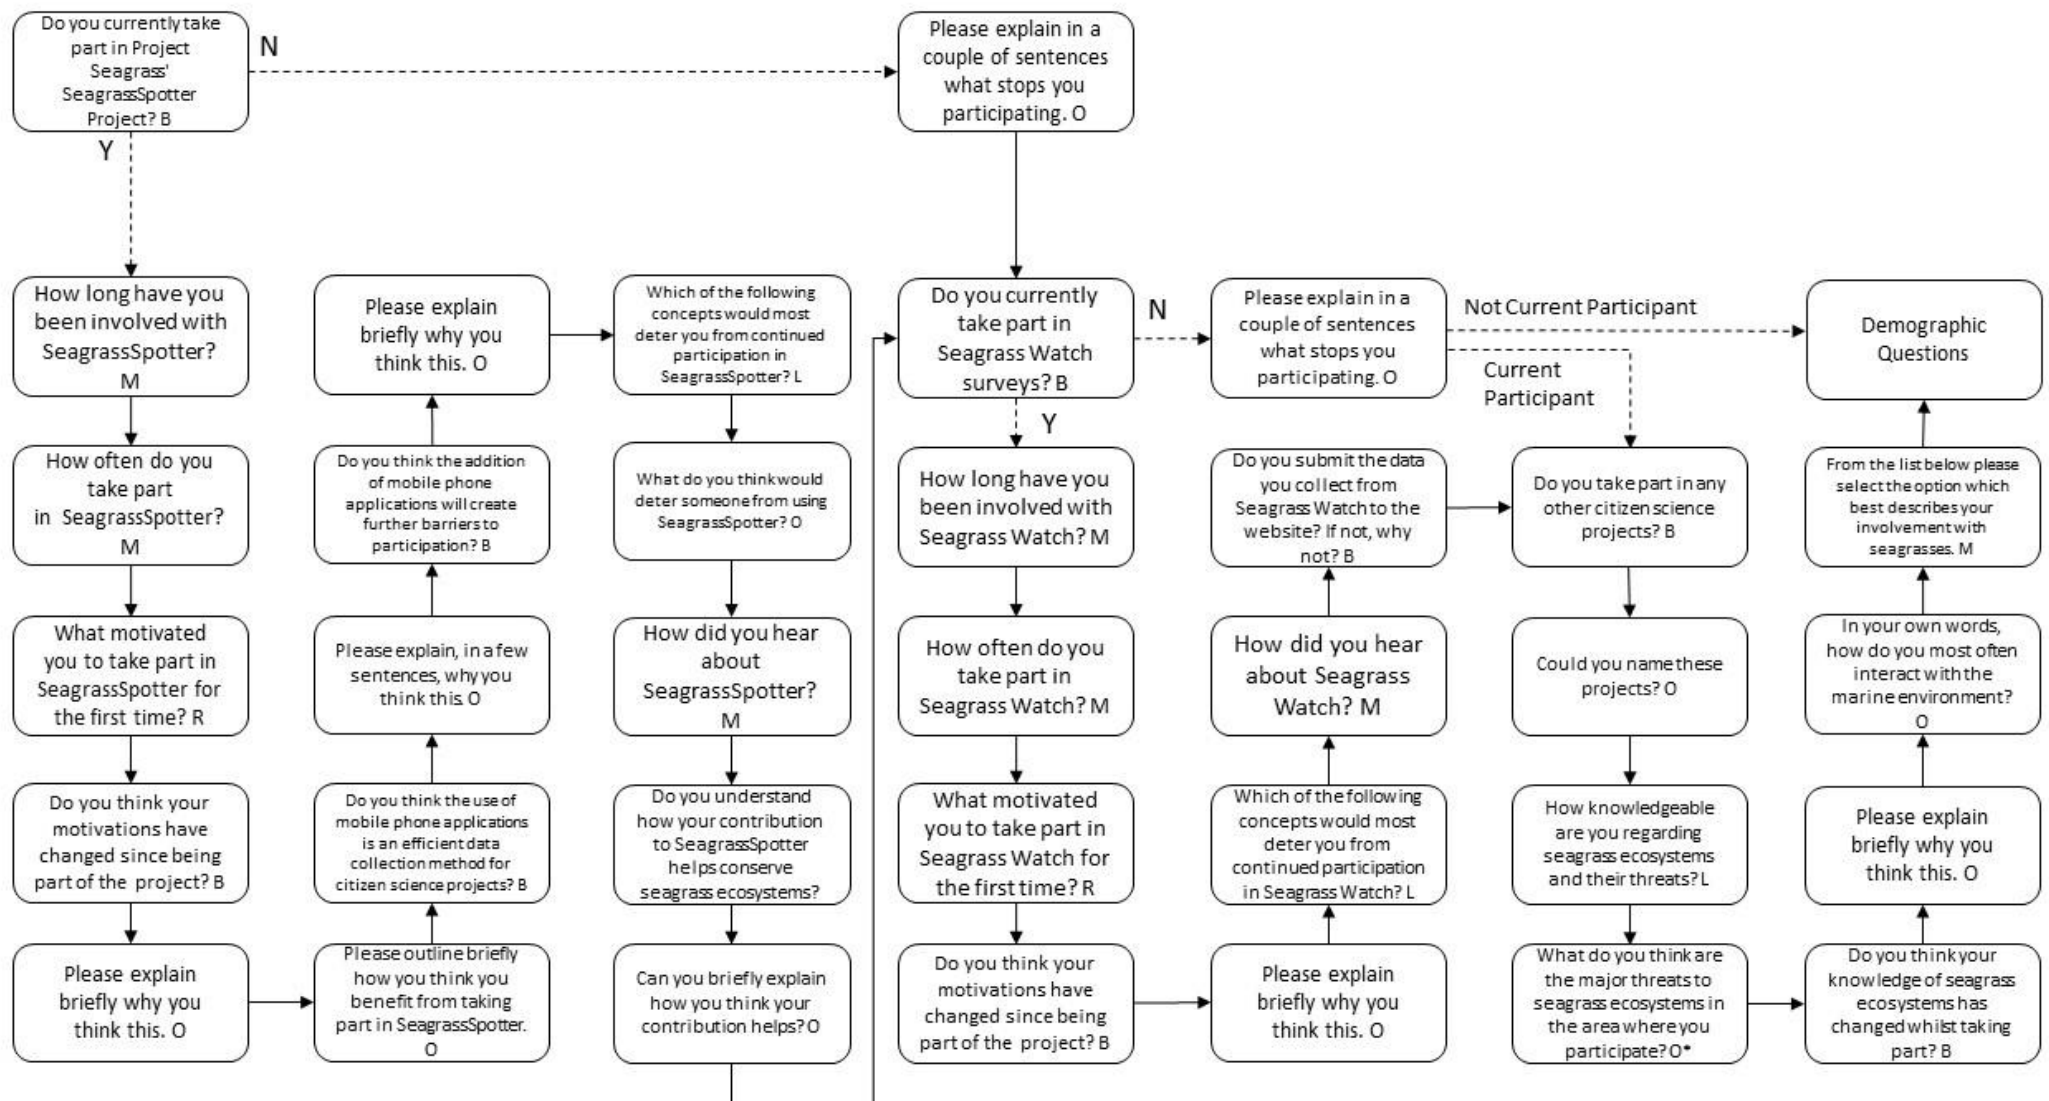 Do you currently take
part in Project
Seagrass'
SeagrassSpotter
Project? B
N
Please explain in a
couple of sentences
what stops you
participating. O
Y
How long have you
been involved with
SeagrassSpotter?
M
How often do you
take part
in SeagrassSpotter?
M
What motivated
you to take part in
SeagrassSpotter for
the first time? R
Do you think your
motivations have
changed since being
part of the project? B
Please explain
briefly why you
think this. O
Please outline briefly
how you think you
benefit from taking
part in SeagrassSpotter.
O
Do you think the use of
mobile phone applications
is an efficient data
collection method for
citizen science projects? B
Please explain, in a few
sentences, why you
think this. O
Do you think the addition
of mobile phone
applications will create
further barriers to
participation? B
Please explain
briefly why you
think this. O
Which of the following
concepts would most
deter you from continued
participation in
SeagrassSpotter? L
What do you think would
deter someone from using
SeagrassSpotter? O
How did you hear
about
SeagrassSpotter?
M
Do you understand
how your contribution
to SeagrassSpotter
helps conserve
seagrass ecosystems?
Can you briefly explain
how you think your
contribution helps? O
Do you currently
take part in
Seagrass Watch
surveys? B
N
Y
Please explain in a
couple of sentences
what stops you
participating. O
Not Current Participant
Current
Participant
Demographic
Questions
How long have you
been involved with
Seagrass Watch? M
How often do you
take part in
Seagrass Watch? M
What motivated
you to take part in
Seagrass Watch for
the first time? R
Do you think your
motivations have
changed since being
part of the project? B
Please explain
briefly why you
think this. O
Which of the following
concepts would most
deter you from
continued participation
in Seagrass Watch? L
How did you hear
about Seagrass
Watch? M
Do you submit the data
you collect from
Seagrass Watch to the
website? If not, why
not? B
Do you take part in any
other citizen science
projects? B
Could you name these
projects? O
How knowledgeable
are you regarding
seagrass ecosystems
and their threats? L
What do you think are
the major threats to
seagrass ecosystems in
the area where you
participate? O*
Do you think your
knowledge of seagrass
ecosystems has
changed whilst taking
part? B
Please explain
briefly why you
think this. O
In your own words,
how do you most often
interact with the
marine environment?
O
From the list below please
select the option which
best describes your
involvement with
seagrasses. M